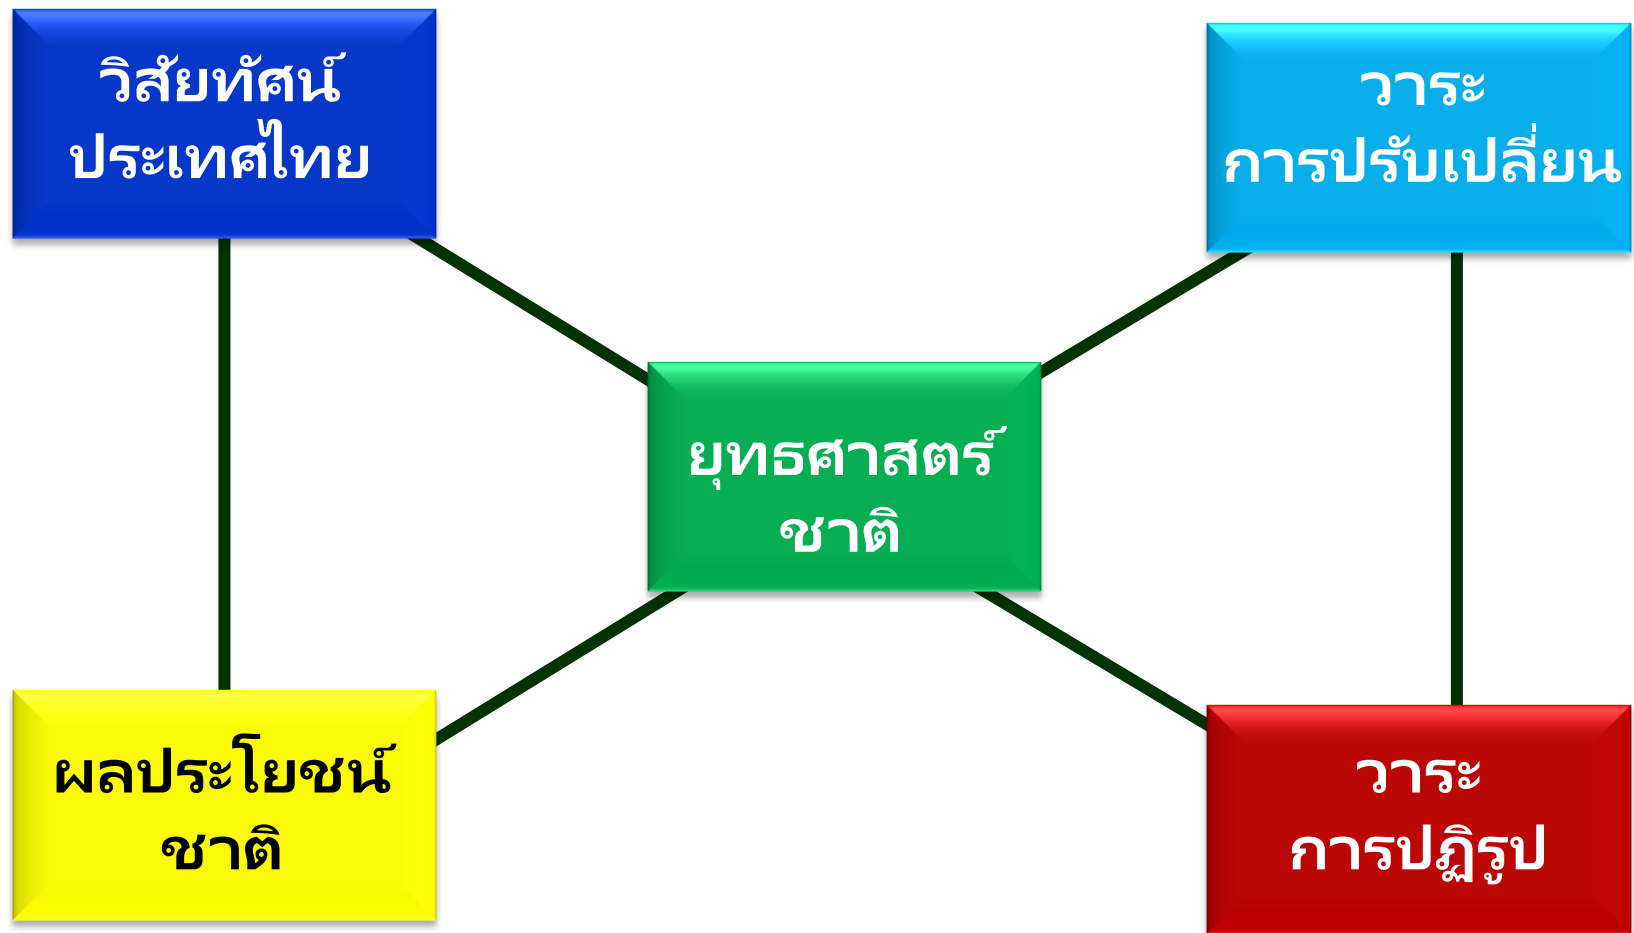 วิสัยทัศน์
ประเทศไทย
วาระ
การปรับเปลี่ยน
ยุทธศาสตร์
ชาติ
ผลประโยชน์
ชาติ
วาระ
การปฏิรูป